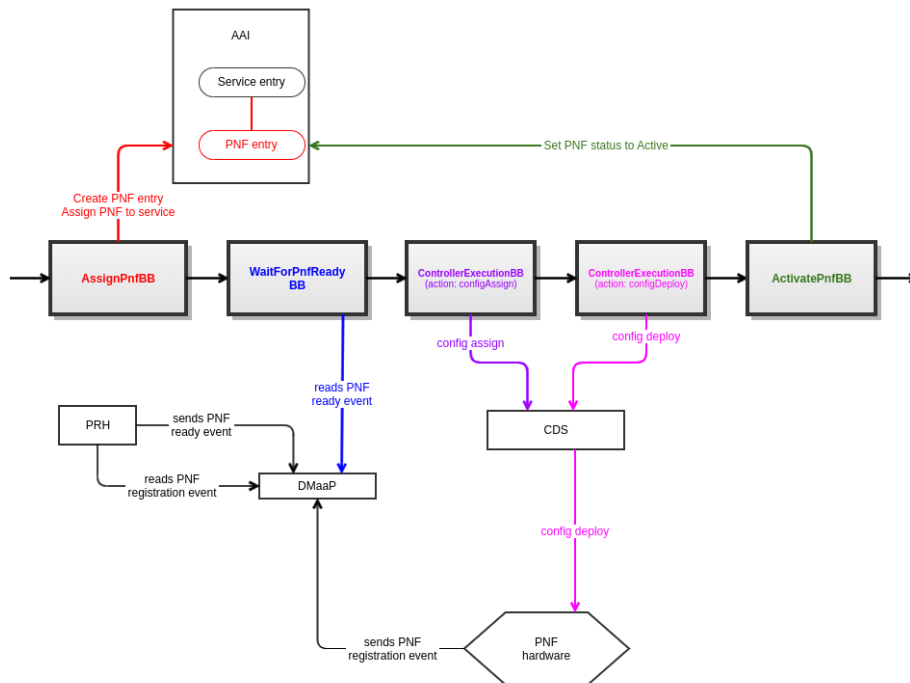 AAI
Service entry
PNF entry
Set PNF status to Active
Create PNF entry
Assign PNF to service
AssignPnfBB
WaitForPnfReady
BB
ControllerExecutionBB
(action: configAssign)
ControllerExecutionBB
(action: configDeploy)
ActivatePnfBB
config assign
config deploy
reads PNF
ready event
PRH
sends PNF
ready event
CDS
reads PNF
registration event
DMaaP
config deploy
sends PNF
registration event
PNF
hardware